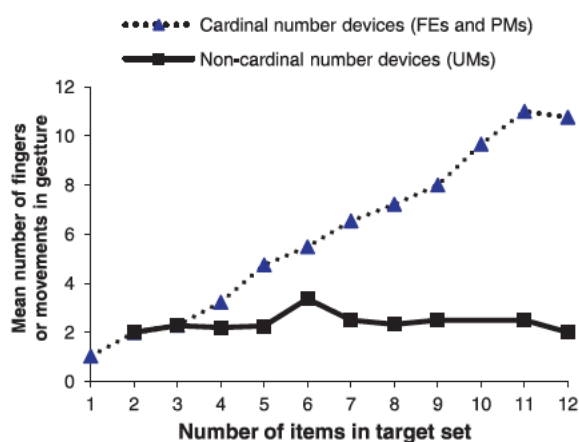 Cardinal number devices (FEs and PMs)
Non-cardinal number devices (UMs)
Mean number of fingers
or movements in gestture
12
10
8
6
4
2
0
1 2 3 4 5 6 7 8 9 10 11 12
Number of items in target set